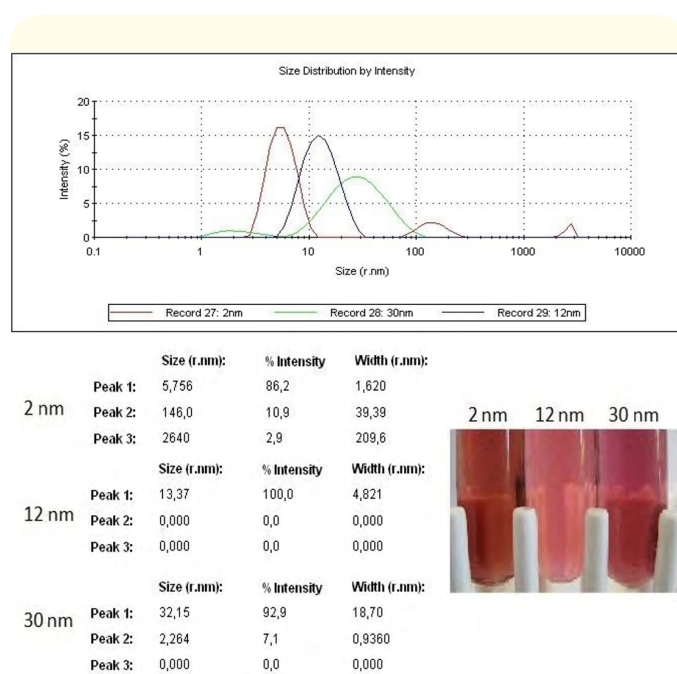 Size Distribution by Intensity
20
15
10
5
0
Intensity (%)
0.1 1 10 100 1000 10000
Size (r.nm)
Record 27: 2nm Record 28: 30nm Record 29: 12nm
Size (r.nm): % Intensity Width (r.nm):
2 nm
Peak 1: 5,756 86,2 1,620
Peak 2: 146,0 10,9 39,39
Peak 3: 2640 2,9 209,6
Size (r.nm): % Intensity Width (r.nm):
12 nm
Peak 1: 13,37 100,0 4,821
Peak 2: 0,000 0,0 0,000
Peak 3: 0,000 0,0 0,000
Size (r.nm): % Intensity Width (r.nm):
30 nm
Peak 1: 32,15 92,9 18,70
Peak 2: 2,264 7,1 0,9360
Peak 3: 0,000 0,0 0,000
2 nm 12 nm 30 nm